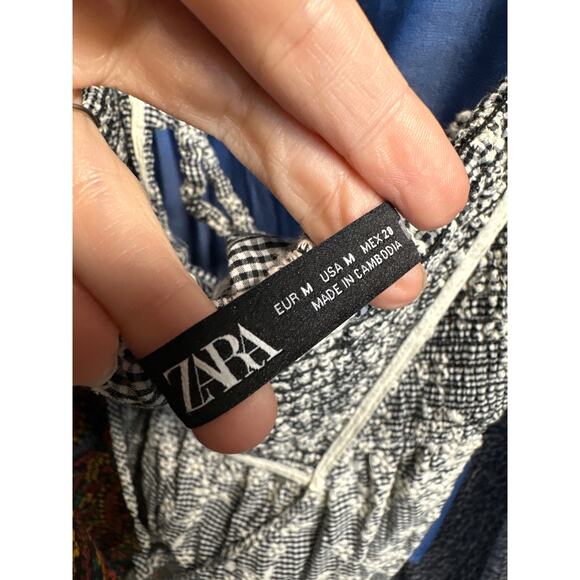 ZARA
EUR M USA M MEX 28
MADE IN CAMBODIA